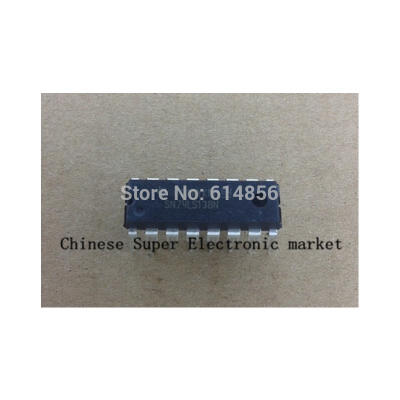 Store No: 614856
SN74LS138N
Chinese Super Electronic market